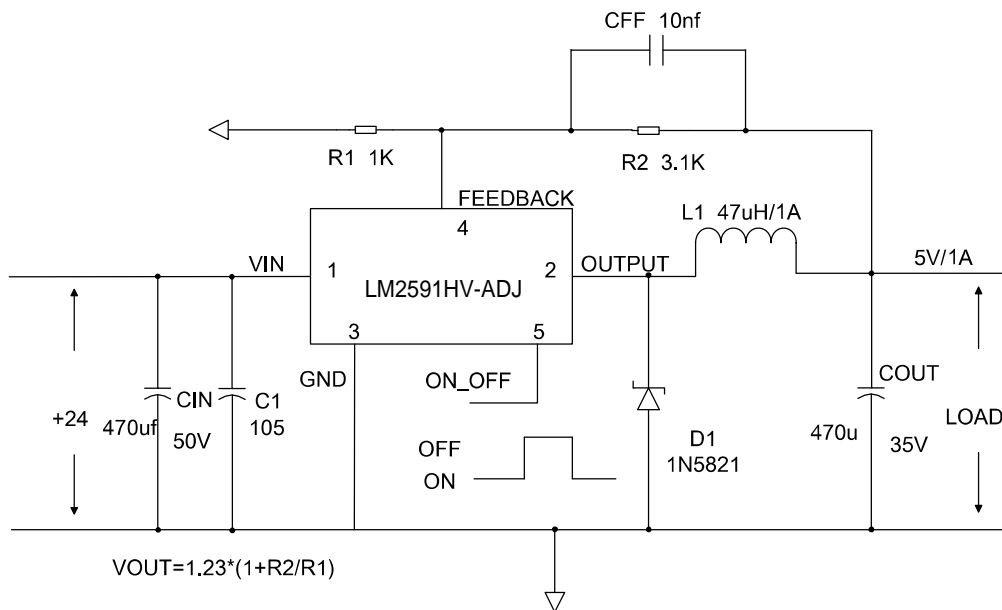 CFF 10nf
R1 1K
R2 3.1K
FEEDBACK
4
L1 47uH/1A
VIN
1
LM2591HV-ADJ
2
OUTPUT
5V/1A
3
5
GND
ON_OFF
+24
470uf
CIN
50V
C1
105
OFF
ON
D1
1N5821
COUT
470u
35V
LOAD
VOUT=1.23*(1+R2/R1)